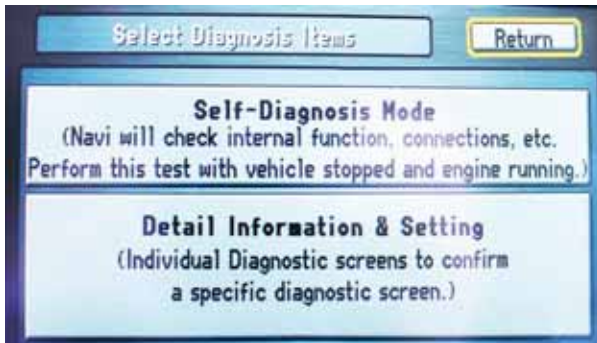 Select Diagnosis Items
Return
Self-Diagnosis Mode
(Navi will check internal function, connections, etc.
Perform this test with vehicle stopped and engine running.)
Detail Information & Setting
(Individual Diagnostic screens to confirm
a specific diagnostic screen.)